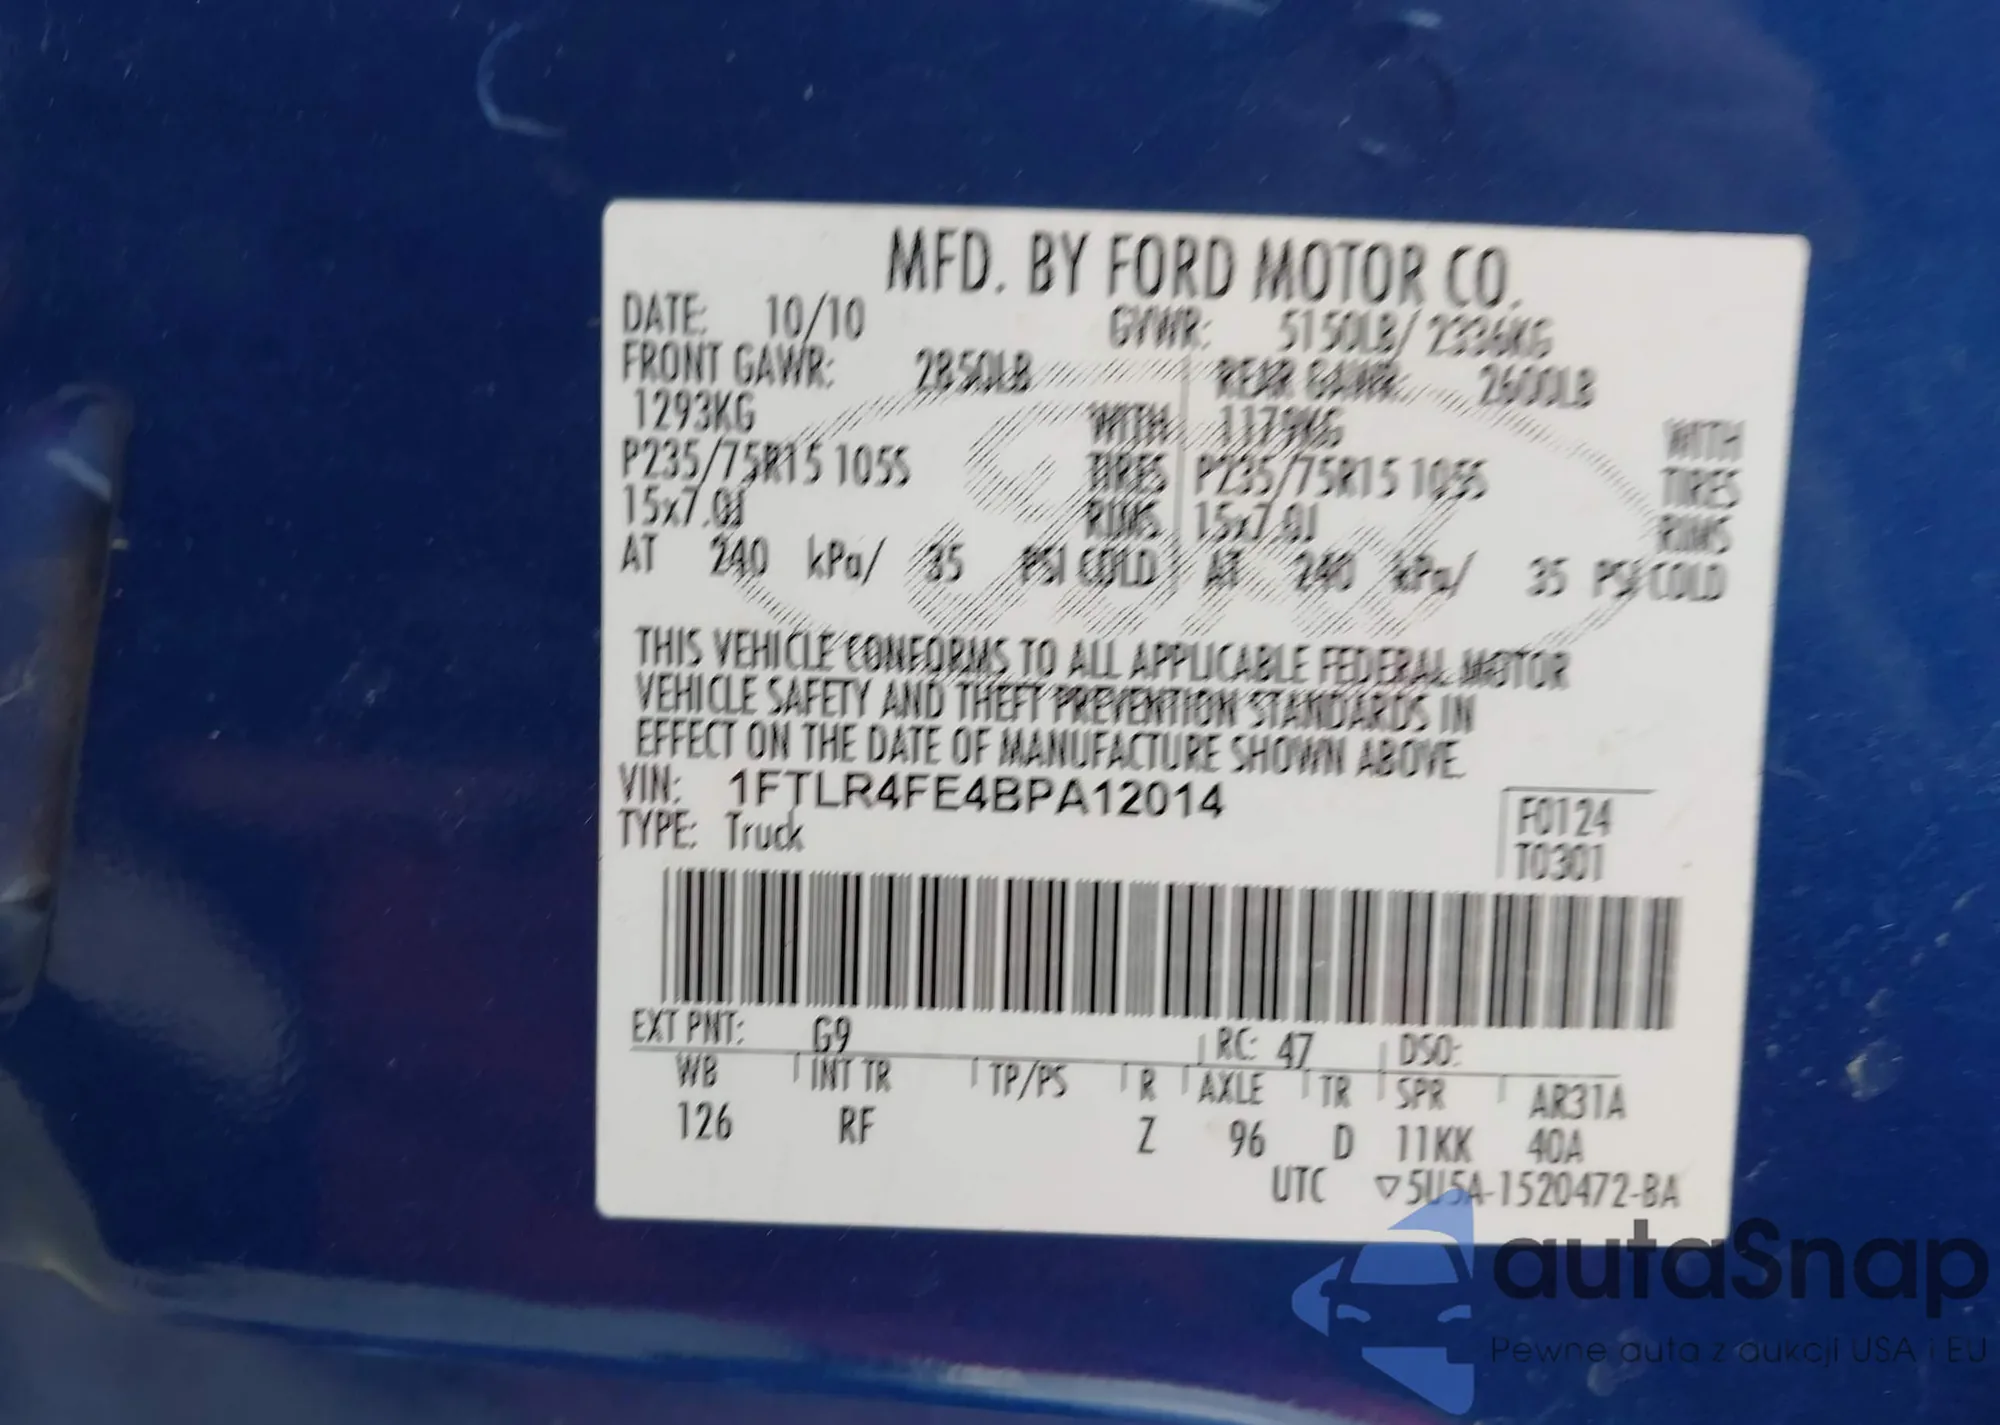 MFD. BY FORD MOTOR CO.
DATE: 10/10 GVWR: 5150LB/ 2336KG
FRONT GAWR: 2850LB REAR GAWR: 2600LB
1293KG WITH 1179KG WITH
P235/75R15 105S TIRES P235/75R15 105S TIRES
15x7.0J RIMS 15x7.0J RIMS
AT 240 kPa/ 35 PSI COLD AT 240 kPa/ 35 PSI COLD
THIS VEHICLE CONFORMS TO ALL APPLICABLE FEDERAL MOTOR
VEHICLE SAFETY AND THEFT PREVENTION STANDARDS IN
EFFECT ON THE DATE OF MANUFACTURE SHOWN ABOVE.
VIN: 1FTLR4FE4BPA12014
TYPE: Truck
F0124
T0301
EXT PNT: G9 RC: 47 DSO:
WB INT TR TP/PS R AXLE TR SPR AR31A
126 RF Z 96 D 11KK 40A
UTC ▽5U5A-1520472-BA
autaSnap
Pewne auta z aukcji USA i EU